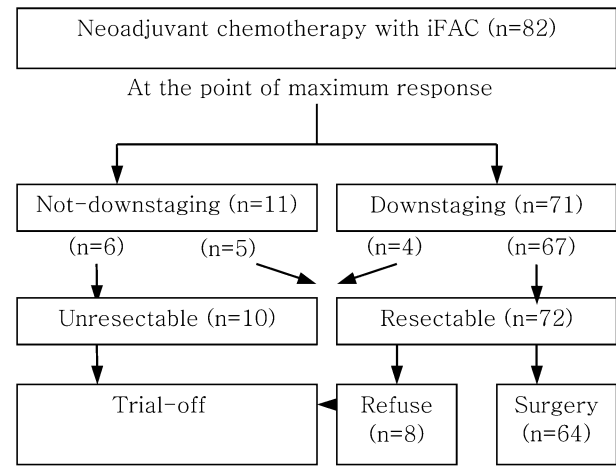 Neoadjuvant chemotherapy with iFAC (n=82)
At the point of maximum response
Not-downstaging (n=11)
Downstaging (n=71)
(n=6)
(n=5)
(n=4)
(n=67)
Unresectable (n=10)
Resectable (n=72)
Trial-off
Refuse
(n=8)
Surgery
(n=64)